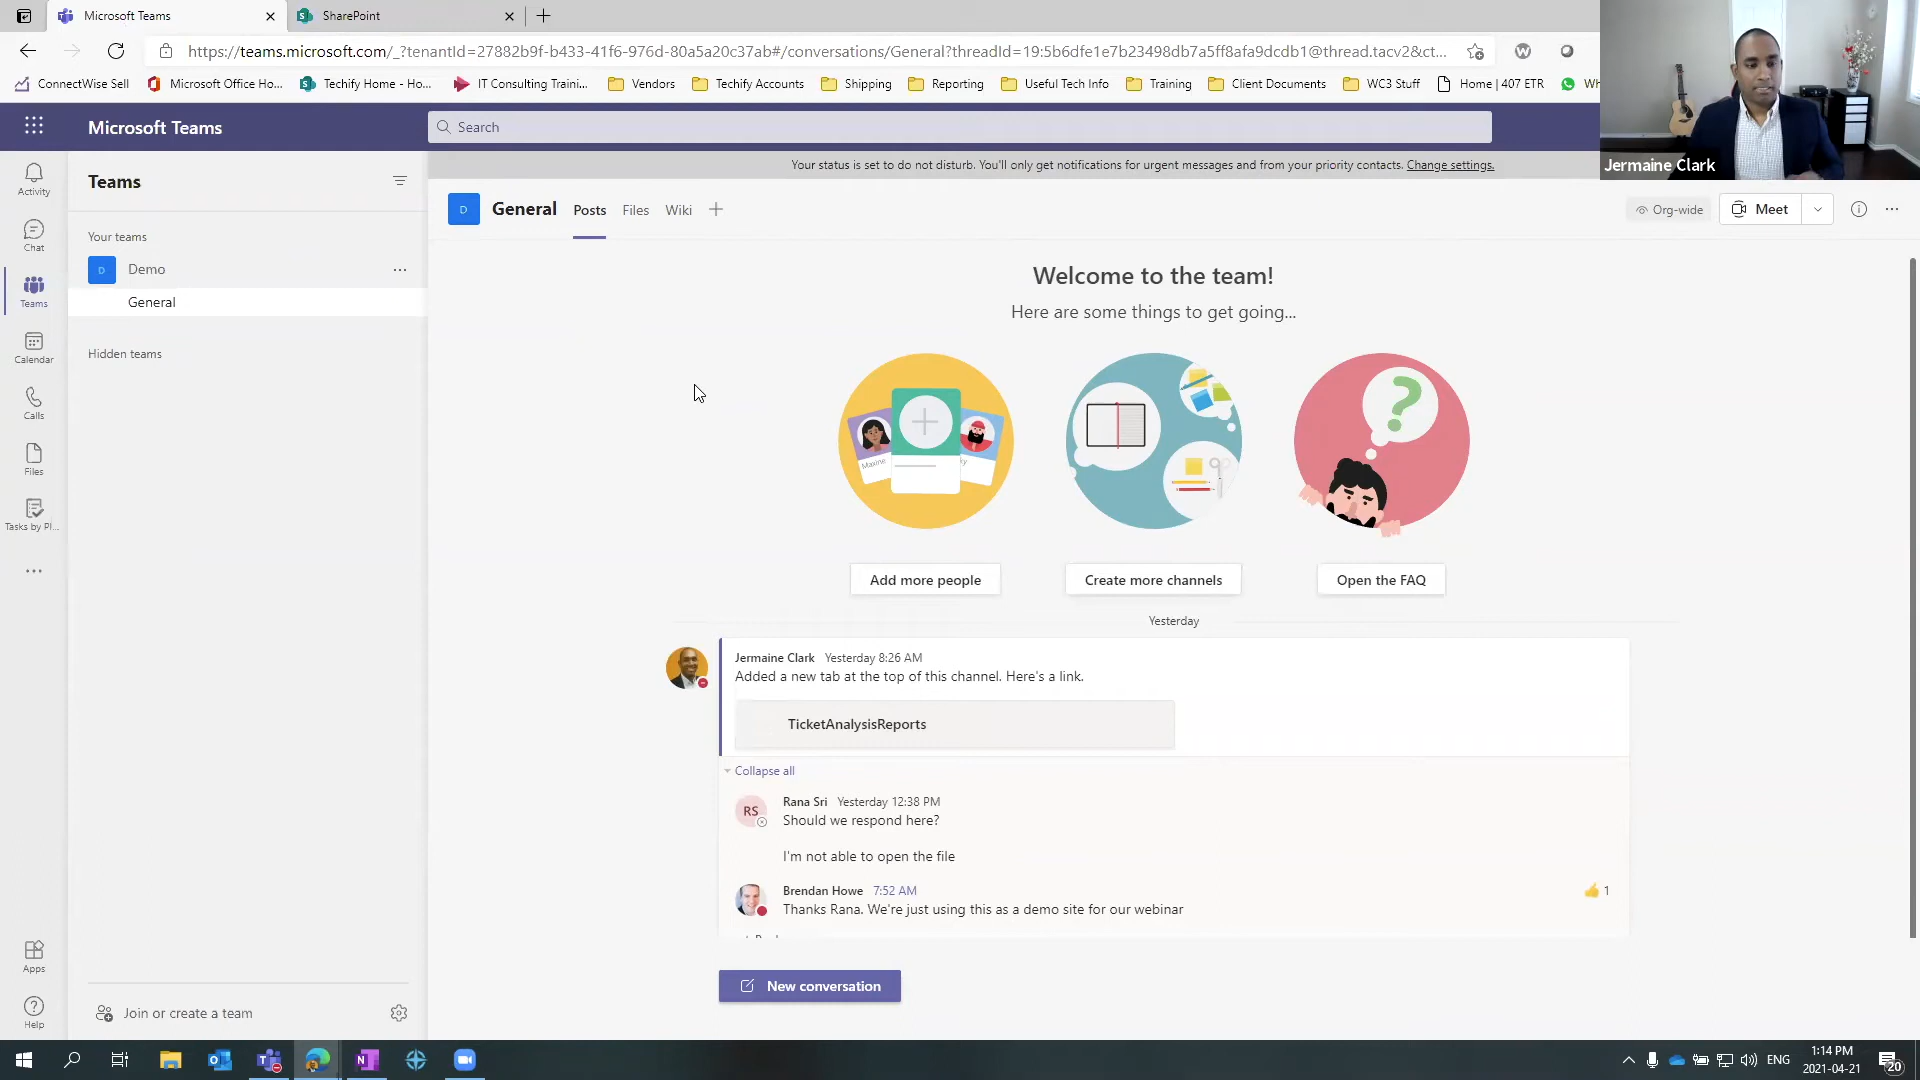 Microsoft Teams
SharePoint
https://teams.microsoft.com/_?tenantId=27882b9f-b433-41f6-976d-80a5a20c37ab#/conversations/General?threadId=19:5b6dfe1e7b23498db7a5ff8afa9dcdb1@thread.tacv2&ct...
ConnectWise Sell
Microsoft Office Ho...
Techify Home - Ho...
IT Consulting Traini...
Vendors
Techify Accounts
Shipping
Reporting
Useful Tech Info
Training
Client Documents
WC3 Stuff
Home | 407 ETR
Wh
Jermaine Clark
Microsoft Teams
Search
Your status is set to do not disturb. You'll only get notifications for urgent messages and from your priority contacts. Change settings.
Activity
Chat
Teams
Calendar
Calls
Files
Tasks by Pl...
Apps
Help
Teams
Your teams
D
Demo
General
Hidden teams
Join or create a team
D
General
Posts
Files
Wiki
Org-wide
Meet
Welcome to the team!
Here are some things to get going...
Maxine
ky
Add more people
Create more channels
Open the FAQ
Yesterday
Jermaine Clark Yesterday 8:26 AM
Added a new tab at the top of this channel. Here's a link.
TicketAnalysisReports
Collapse all
RS
Rana Sri Yesterday 12:38 PM
Should we respond here?
I'm not able to open the file
Brendan Howe 7:52 AM
1
Thanks Rana. We're just using this as a demo site for our webinar
New conversation
ENG
1:14 PM
2021-04-21
20